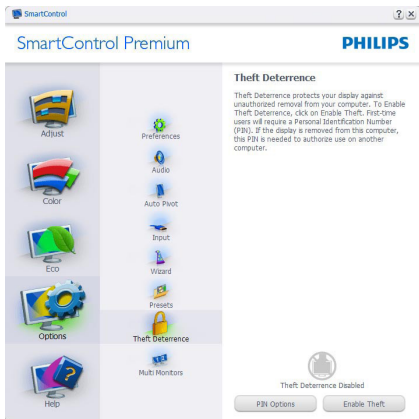 SmartControl
? X
SmartControl Premium
PHILIPS
Adjust
Color
Eco
Options
Help
Preferences
Audio
Auto Pivot
Input
Wizard
Presets
Theft Deterrence
Multi Monitors
Theft Deterrence
Theft Deterrence protects your display against
unauthorized removal from your computer. To Enable
Theft Deterrence, click on Enable Theft. First-time
users will require a Personal Identification Number
(PIN). If the display is removed from this computer,
this PIN is needed to authorize use on another
computer.
Theft Deterrence Disabled
PIN Options
Enable Theft